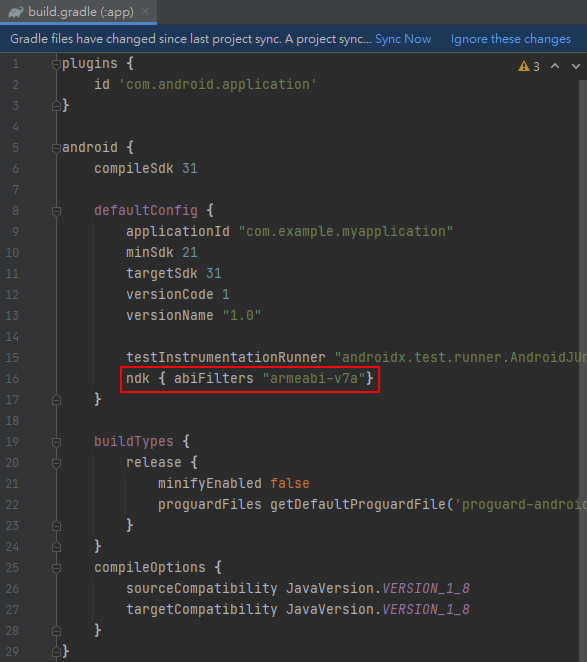 build.gradle (:app)
Gradle files have changed since last project sync. A project sync... Sync Now Ignore these changes
1 plugins {
3
2 id 'com.android.application'
3 }
4
5 android {
6 compileSdk 31
7
8 defaultConfig {
9 applicationId "com.example.myapplication"
10 minSdk 21
11 targetSdk 31
12 versionCode 1
13 versionName "1.0"
14
15 testInstrumentationRunner "androidx.test.runner.AndroidJUn
16 ndk { abiFilters "armeabi-v7a"}
17 }
18
19 buildTypes {
20 release {
21 minifyEnabled false
22 proguardFiles getDefaultProguardFile('proguard-android
23 }
24 }
25 compileOptions {
26 sourceCompatibility JavaVersion.VERSION_1_8
27 targetCompatibility JavaVersion.VERSION_1_8
28 }
29 }